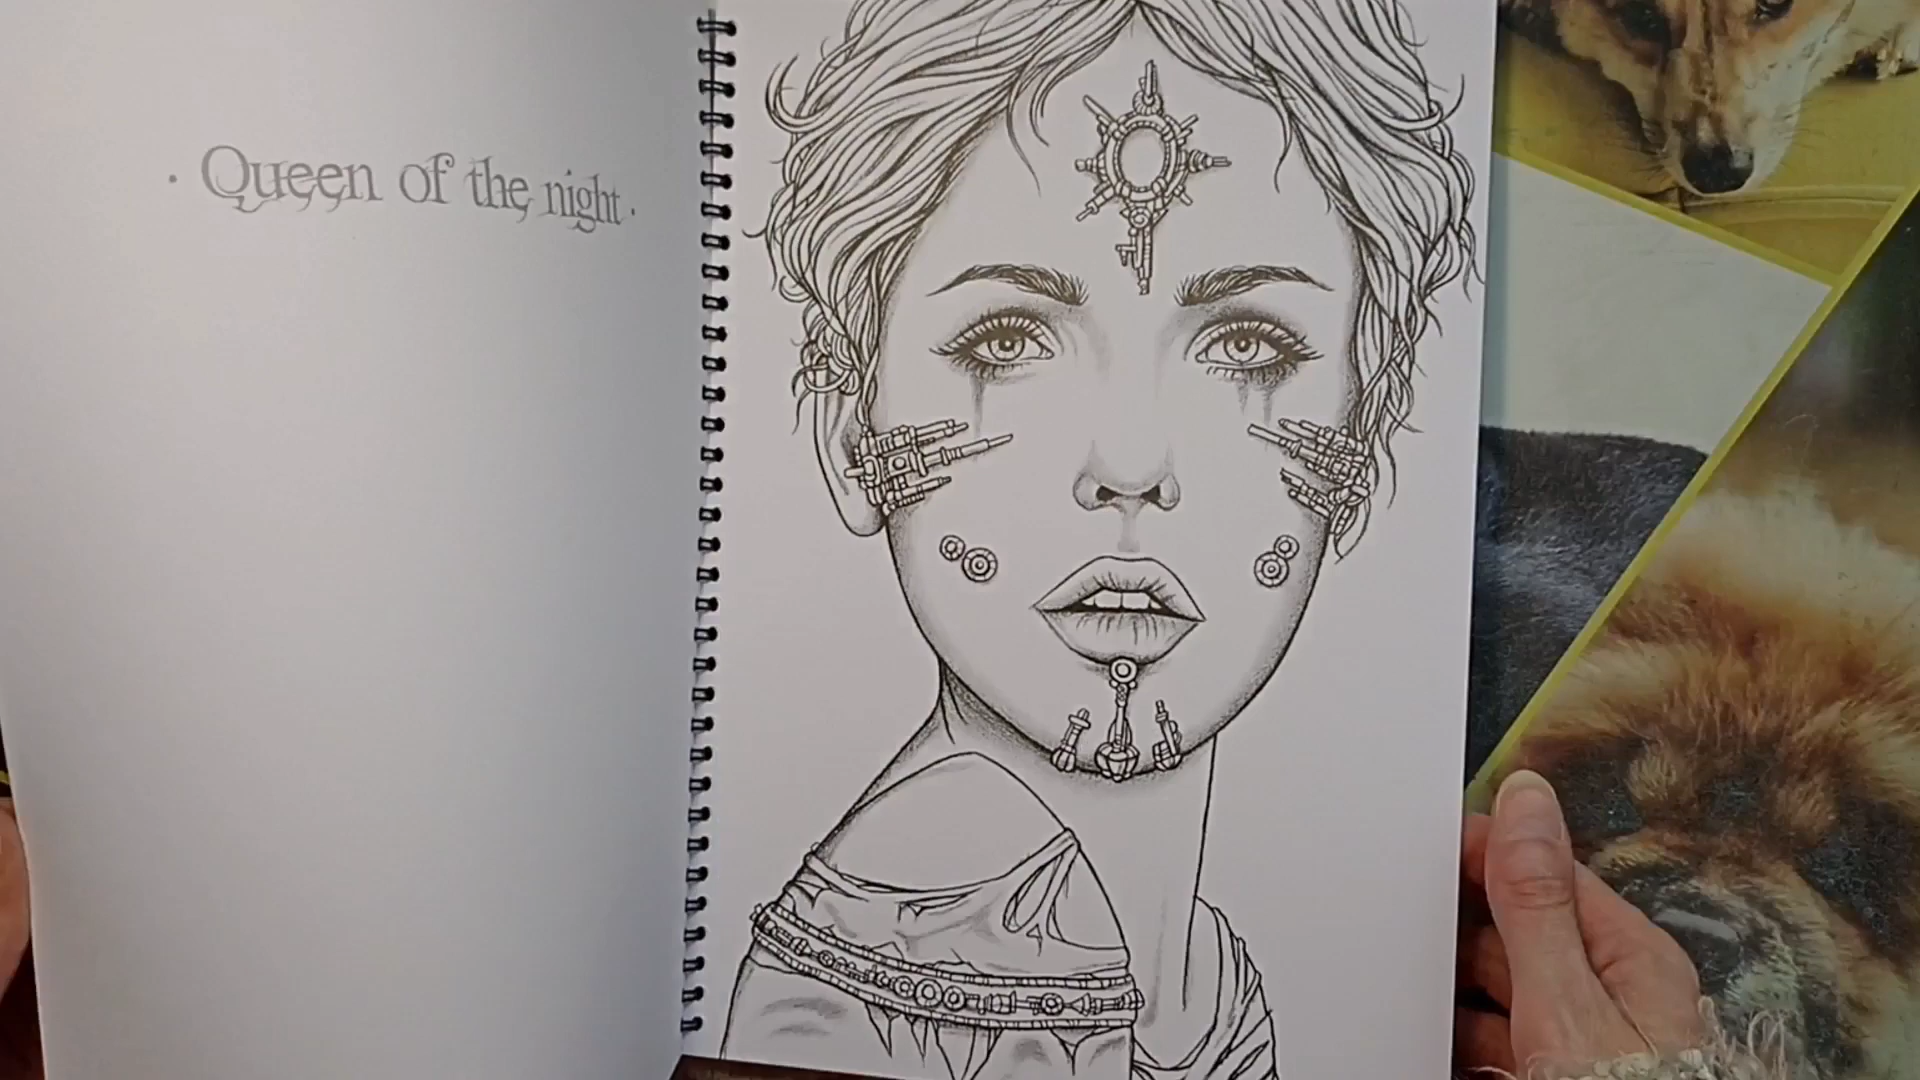 · Queen of the night ·